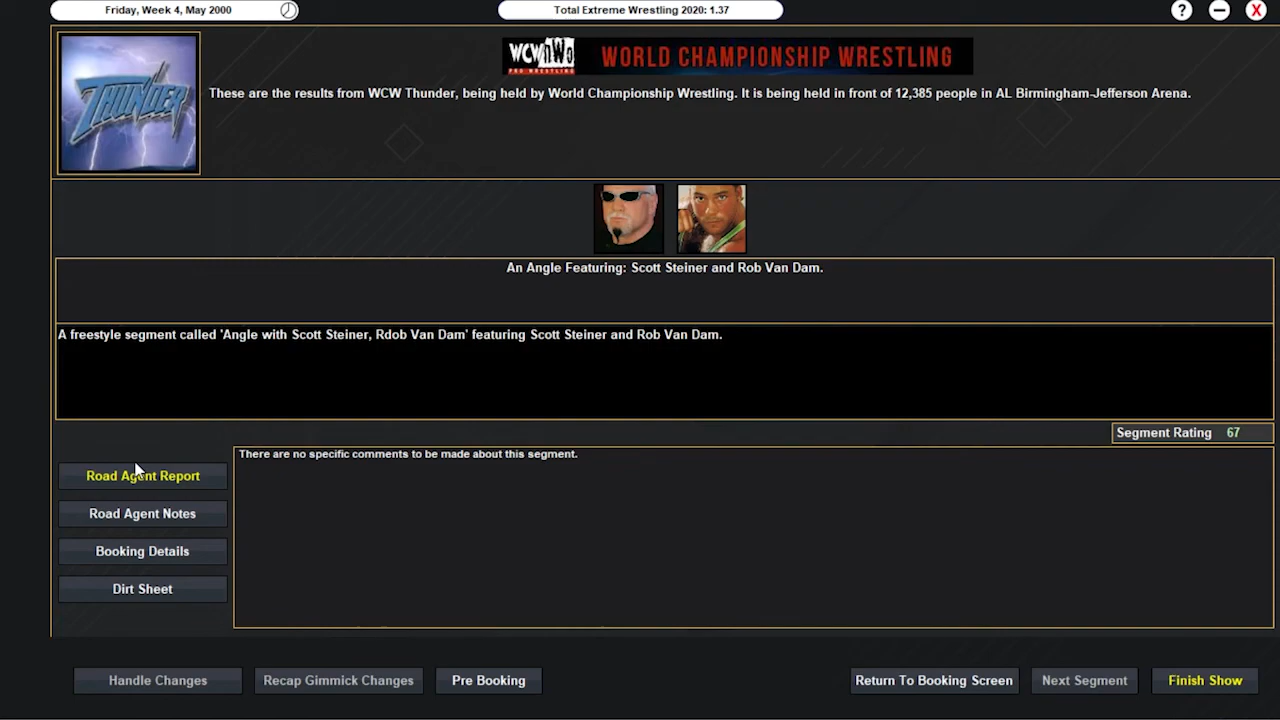 Friday, Week 4, May 2000
Total Extreme Wrestling 2020: 1.37
?
X
THUNDER
WCW nWo
PRO WRESTLING
WORLD CHAMPIONSHIP WRESTLING
These are the results from WCW Thunder, being held by World Championship Wrestling. It is being held in front of 12,385 people in AL Birmingham-Jefferson Arena.
An Angle Featuring: Scott Steiner and Rob Van Dam.
A freestyle segment called 'Angle with Scott Steiner, Rdob Van Dam' featuring Scott Steiner and Rob Van Dam.
Segment Rating 67
Road Agent Report
There are no specific comments to be made about this segment.
Road Agent Notes
Booking Details
Dirt Sheet
Handle Changes
Recap Gimmick Changes
Pre Booking
Return To Booking Screen
Next Segment
Finish Show